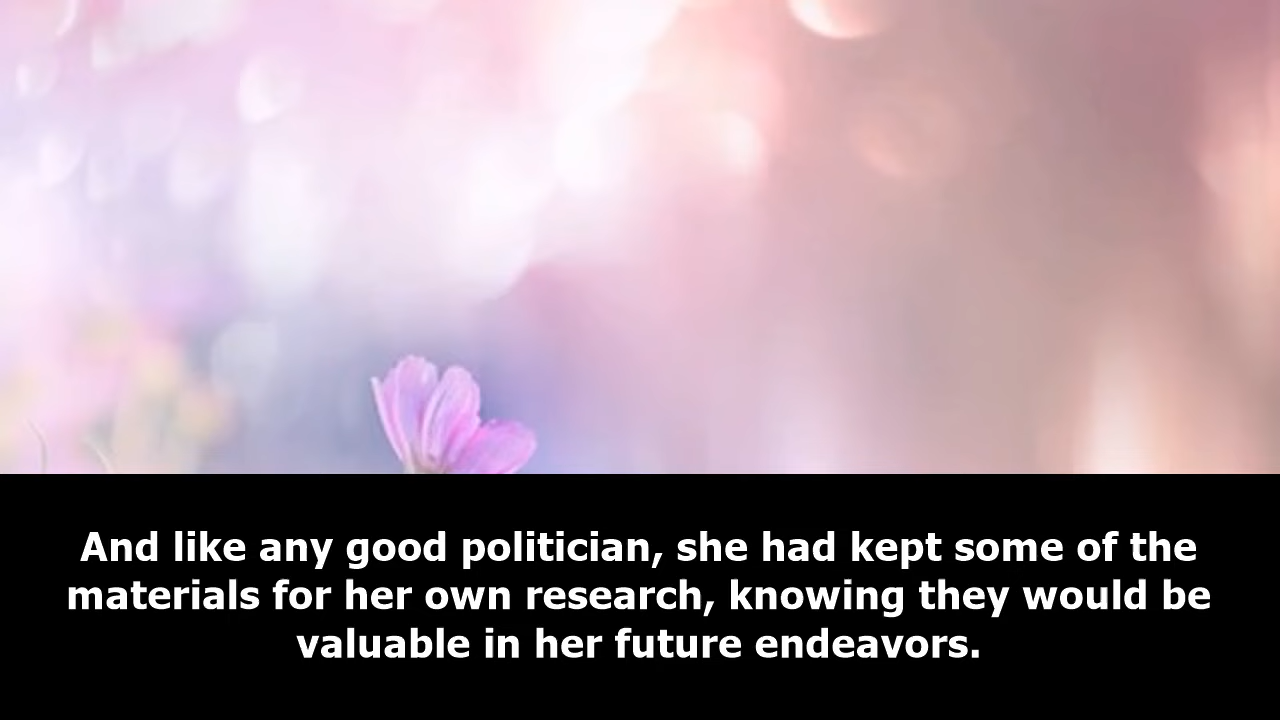 And like any good politician, she had kept some of the
materials for her own research, knowing they would be
valuable in her future endeavors.